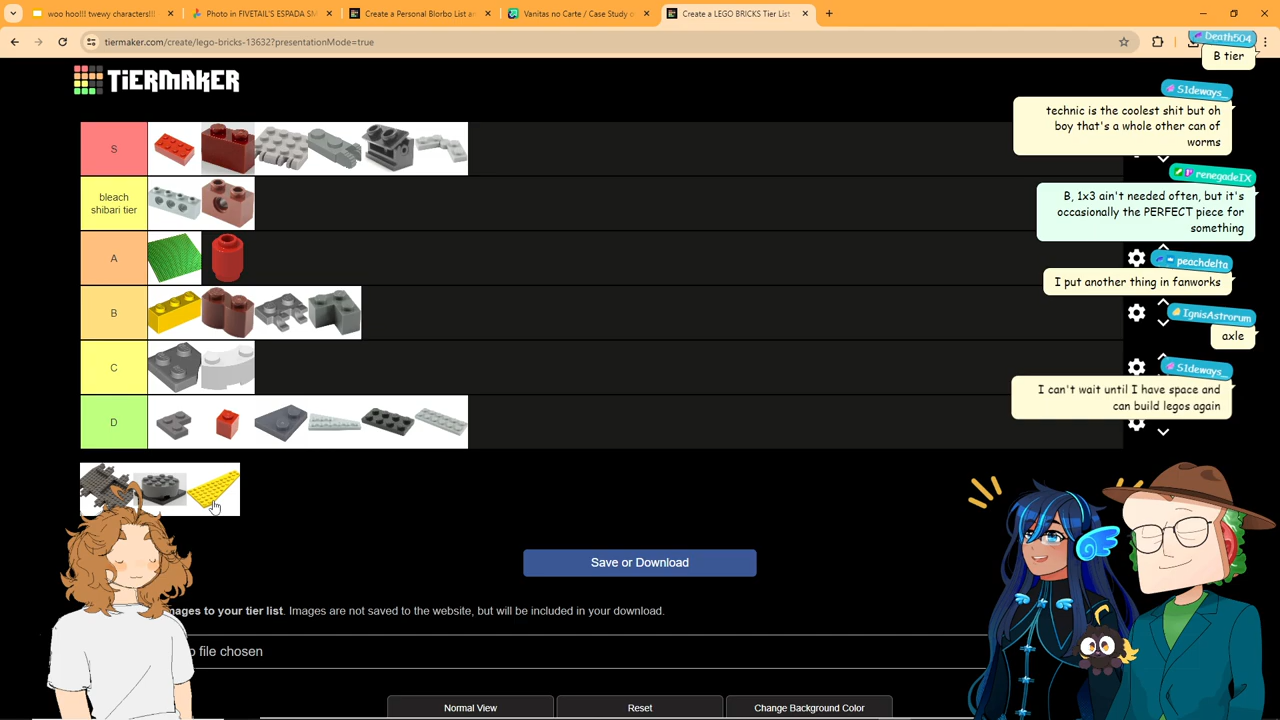 woo hoo!!! twewy characters!!!
Photo in FIVETAIL'S ESPADA SM
Create a Personal Blorbo List a
Vanitas no Carte / Case Study o
Create a LEGO BRICKS Tier List
tiermaker.com/create/lego-bricks-13632?presentationMode=true
TIERMAKER
S
bleach
shibari tier
A
B
C
D
Death504
B tier
S1deways_
technic is the coolest shit but oh
boy that's a whole other can of
worms
renegadeIX
B, 1x3 ain't needed often, but it's
occasionally the PERFECT piece for
something
peachdelta
I put another thing in fanworks
IgnisAstrorum
axle
S1deways_
I can't wait until I have space and
can build legos again
Save or Download
mages to your tier list. Images are not saved to the website, but will be included in your download.
file chosen
Normal View
Reset
Change Background Color